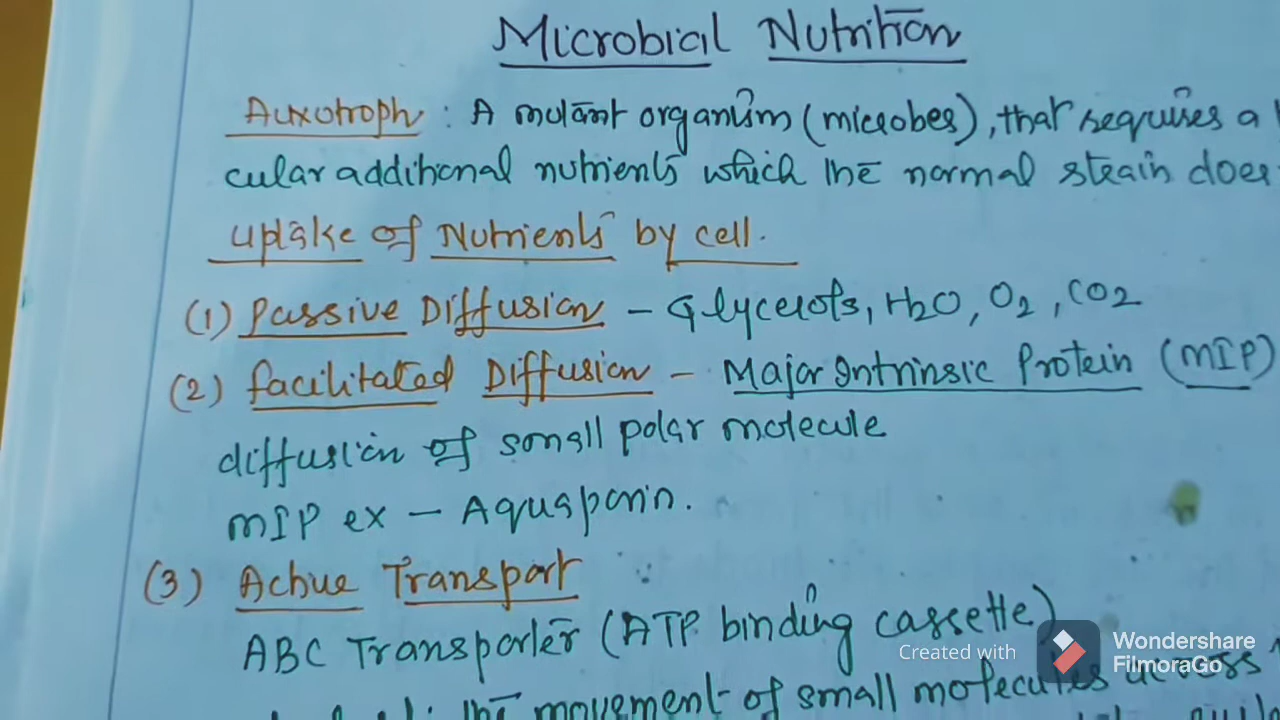 Microbial Nutrition
Auxotroph : A mutant organism (microbes), that requires a
cular additional nutrients which the normal strain does
Uptake of Nutrients by cell.
(1) Passive Diffusion - Glycerols, H2O, O2, CO2
(2) Facilitated Diffusion - Major Intrinsic Protein (MIP)
diffusion of small polar molecule
MIP ex - Aquaporin.
(3) Active Transport
ABC Transporter (ATP binding cassette)
the movement of small molecules across
Created with Wondershare FilmoraGo